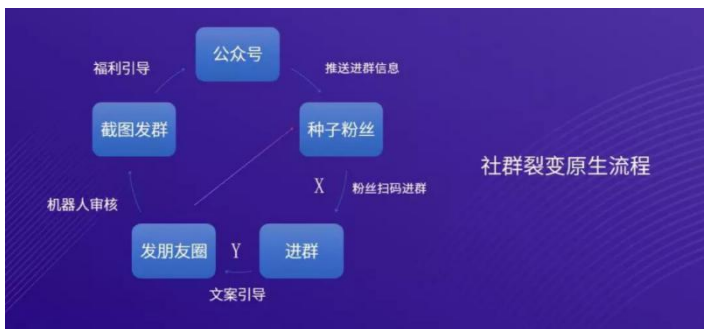 公众号
福利引导
推送进群信息
截图发群
种子粉丝
社群裂变原生流程
X
粉丝扫码进群
机器人审核
发朋友圈
Y
进群
文案引导